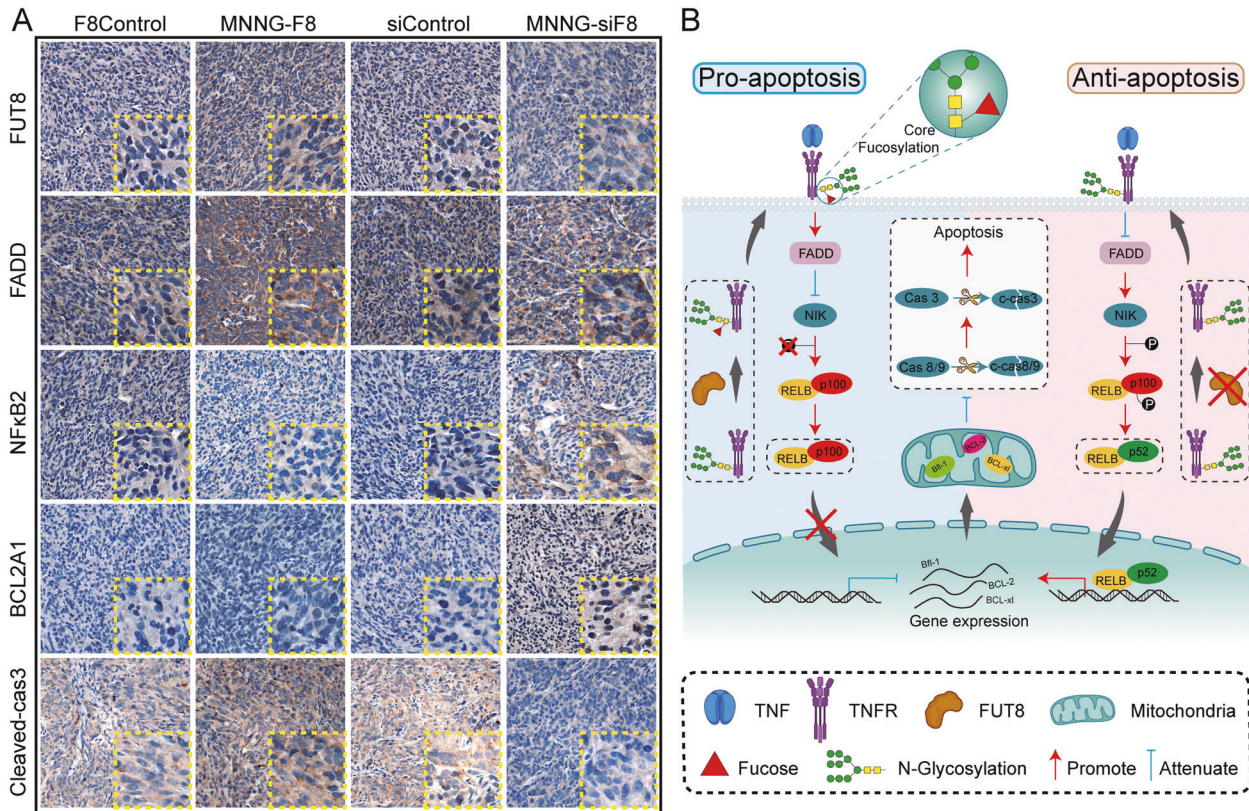 A
F8Control MNNG-F8 siControl MNNG-siF8
FUT8
FADD
NFκB2
BCL2A1
Cleaved-cas3
B
Pro-apoptosis
Anti-apoptosis
Core
Fucosylation
FADD
NIK
RELB p100
RELB p100
Apoptosis
Cas 3 c-cas3
Cas 8/9 c-cas8/9
BCL-2
Bfl-1 BCL-xl
FADD
NIK
P
RELB p100
P
RELB p52
Bfl-1
BCL-2
BCL-xl
Gene expression
RELB p52
TNF TNFR FUT8 Mitochondria
Fucose N-Glycosylation Promote Attenuate